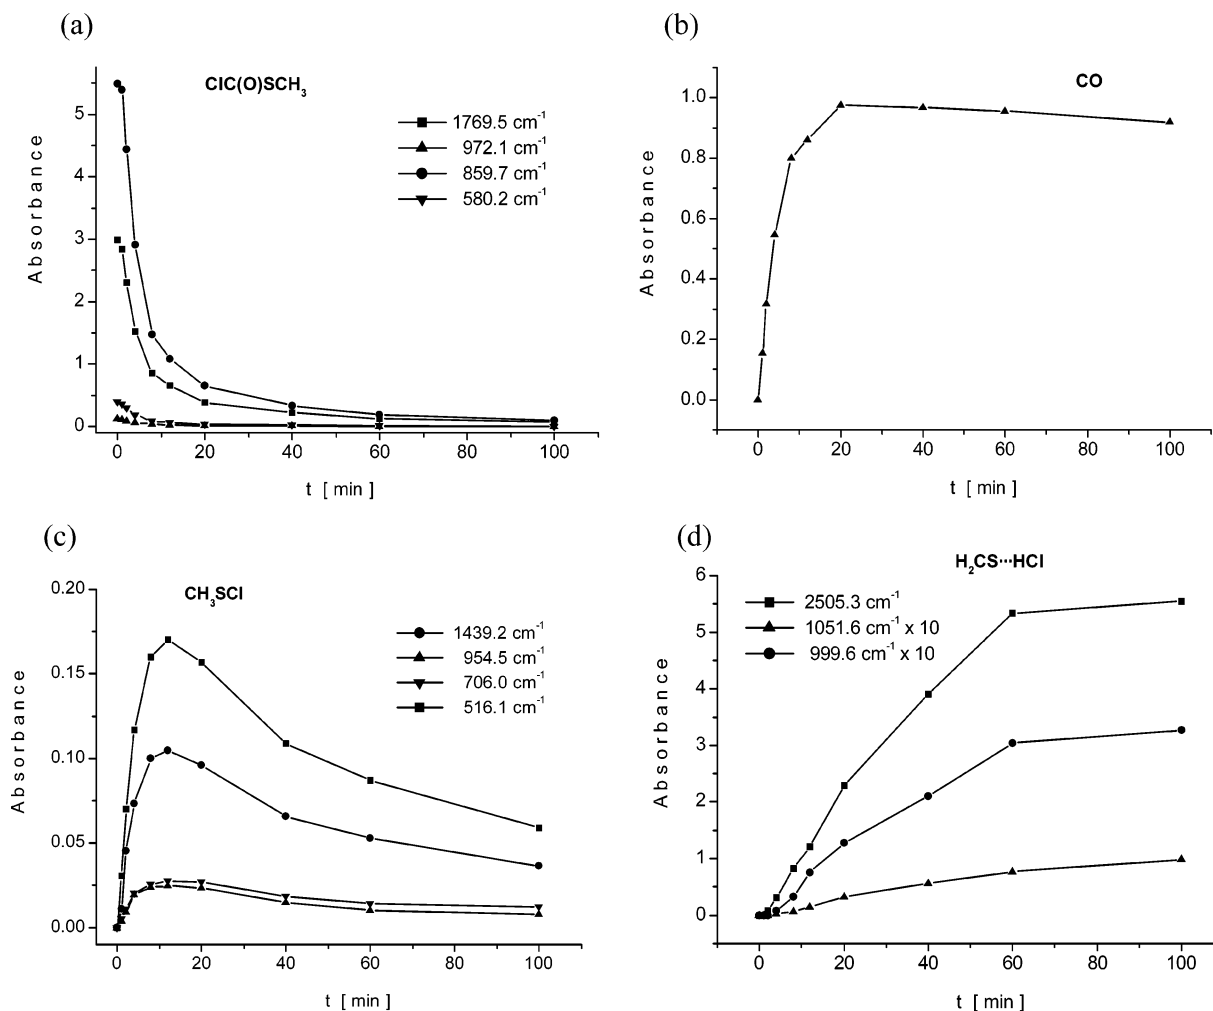 (a)
ClC(O)SCH₃
1769.5 cm⁻¹
972.1 cm⁻¹
859.7 cm⁻¹
580.2 cm⁻¹
Absorbance
5
4
3
2
1
0
0 20 40 60 80 100
t [ min ]
(b)
CO
Absorbance
1.0
0.8
0.6
0.4
0.2
0.0
0 20 40 60 80 100
t [ min ]
(c)
CH₃SCl
1439.2 cm⁻¹
954.5 cm⁻¹
706.0 cm⁻¹
516.1 cm⁻¹
Absorbance
0.20
0.15
0.10
0.05
0.00
0 20 40 60 80 100
t [ min ]
(d)
H₂CS···HCl
2505.3 cm⁻¹
1051.6 cm⁻¹ x 10
999.6 cm⁻¹ x 10
Absorbance
6
5
4
3
2
1
0
0 20 40 60 80 100
t [ min ]